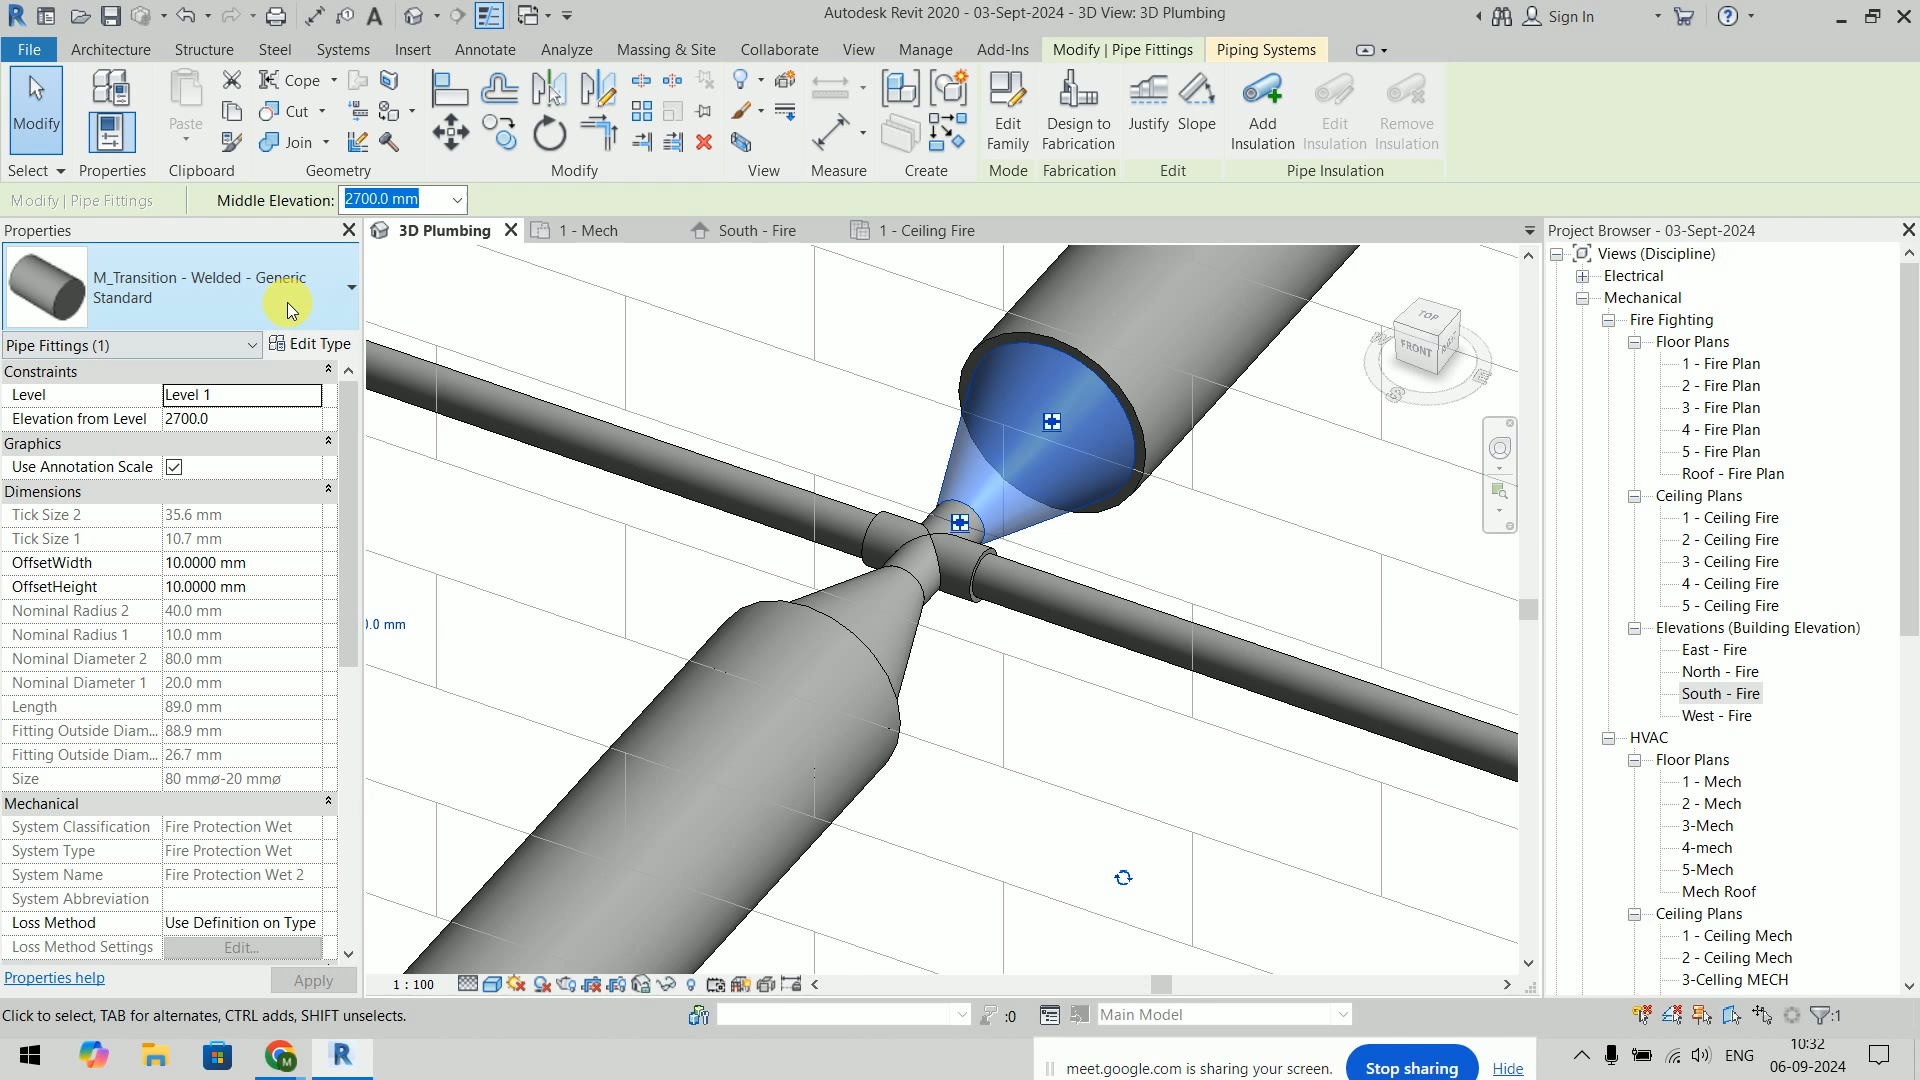 Autodesk Revit 2020 - 03-Sept-2024 - 3D View: 3D Plumbing
Sign In
File Architecture Structure Steel Systems Insert Annotate Analyze Massing & Site Collaborate View Manage Add-Ins Modify | Pipe Fittings Piping Systems
Modify
Paste
Cope
Cut
Join
Edit Family
Design to Fabrication
Justify
Slope
Add Insulation
Edit Insulation
Remove Insulation
Select Properties Clipboard Geometry Modify View Measure Create Mode Fabrication Edit Pipe Insulation
Modify | Pipe Fittings Middle Elevation: 2700.0 mm
Properties
M_Transition - Welded - Generic
Standard
Pipe Fittings (1) Edit Type
Constraints
Level Level 1
Elevation from Level 2700.0
Graphics
Use Annotation Scale
Dimensions
Tick Size 2 35.6 mm
Tick Size 1 10.7 mm
OffsetWidth 10.0000 mm
OffsetHeight 10.0000 mm
Nominal Radius 2 40.0 mm
Nominal Radius 1 10.0 mm
Nominal Diameter 2 80.0 mm
Nominal Diameter 1 20.0 mm
Length 89.0 mm
Fitting Outside Diam... 88.9 mm
Fitting Outside Diam... 26.7 mm
Size 80 mmø-20 mmø
Mechanical
System Classification Fire Protection Wet
System Type Fire Protection Wet
System Name Fire Protection Wet 2
System Abbreviation
Loss Method Use Definition on Type
Loss Method Settings Edit...
Properties help Apply
3D Plumbing 1 - Mech South - Fire 1 - Ceiling Fire
TOP
FRONT
S
E
.0 mm
1 : 100
Project Browser - 03-Sept-2024
Views (Discipline)
Electrical
Mechanical
Fire Fighting
Floor Plans
1 - Fire Plan
2 - Fire Plan
3 - Fire Plan
4 - Fire Plan
5 - Fire Plan
Roof - Fire Plan
Ceiling Plans
1 - Ceiling Fire
2 - Ceiling Fire
3 - Ceiling Fire
4 - Ceiling Fire
5 - Ceiling Fire
Elevations (Building Elevation)
East - Fire
North - Fire
South - Fire
West - Fire
HVAC
Floor Plans
1 - Mech
2 - Mech
3-Mech
4-mech
5-Mech
Mech Roof
Ceiling Plans
1 - Ceiling Mech
2 - Ceiling Mech
3-Celling MECH
Click to select, TAB for alternates, CTRL adds, SHIFT unselects.
:0
Main Model
:1
meet.google.com is sharing your screen. Stop sharing Hide
ENG
10:32
06-09-2024